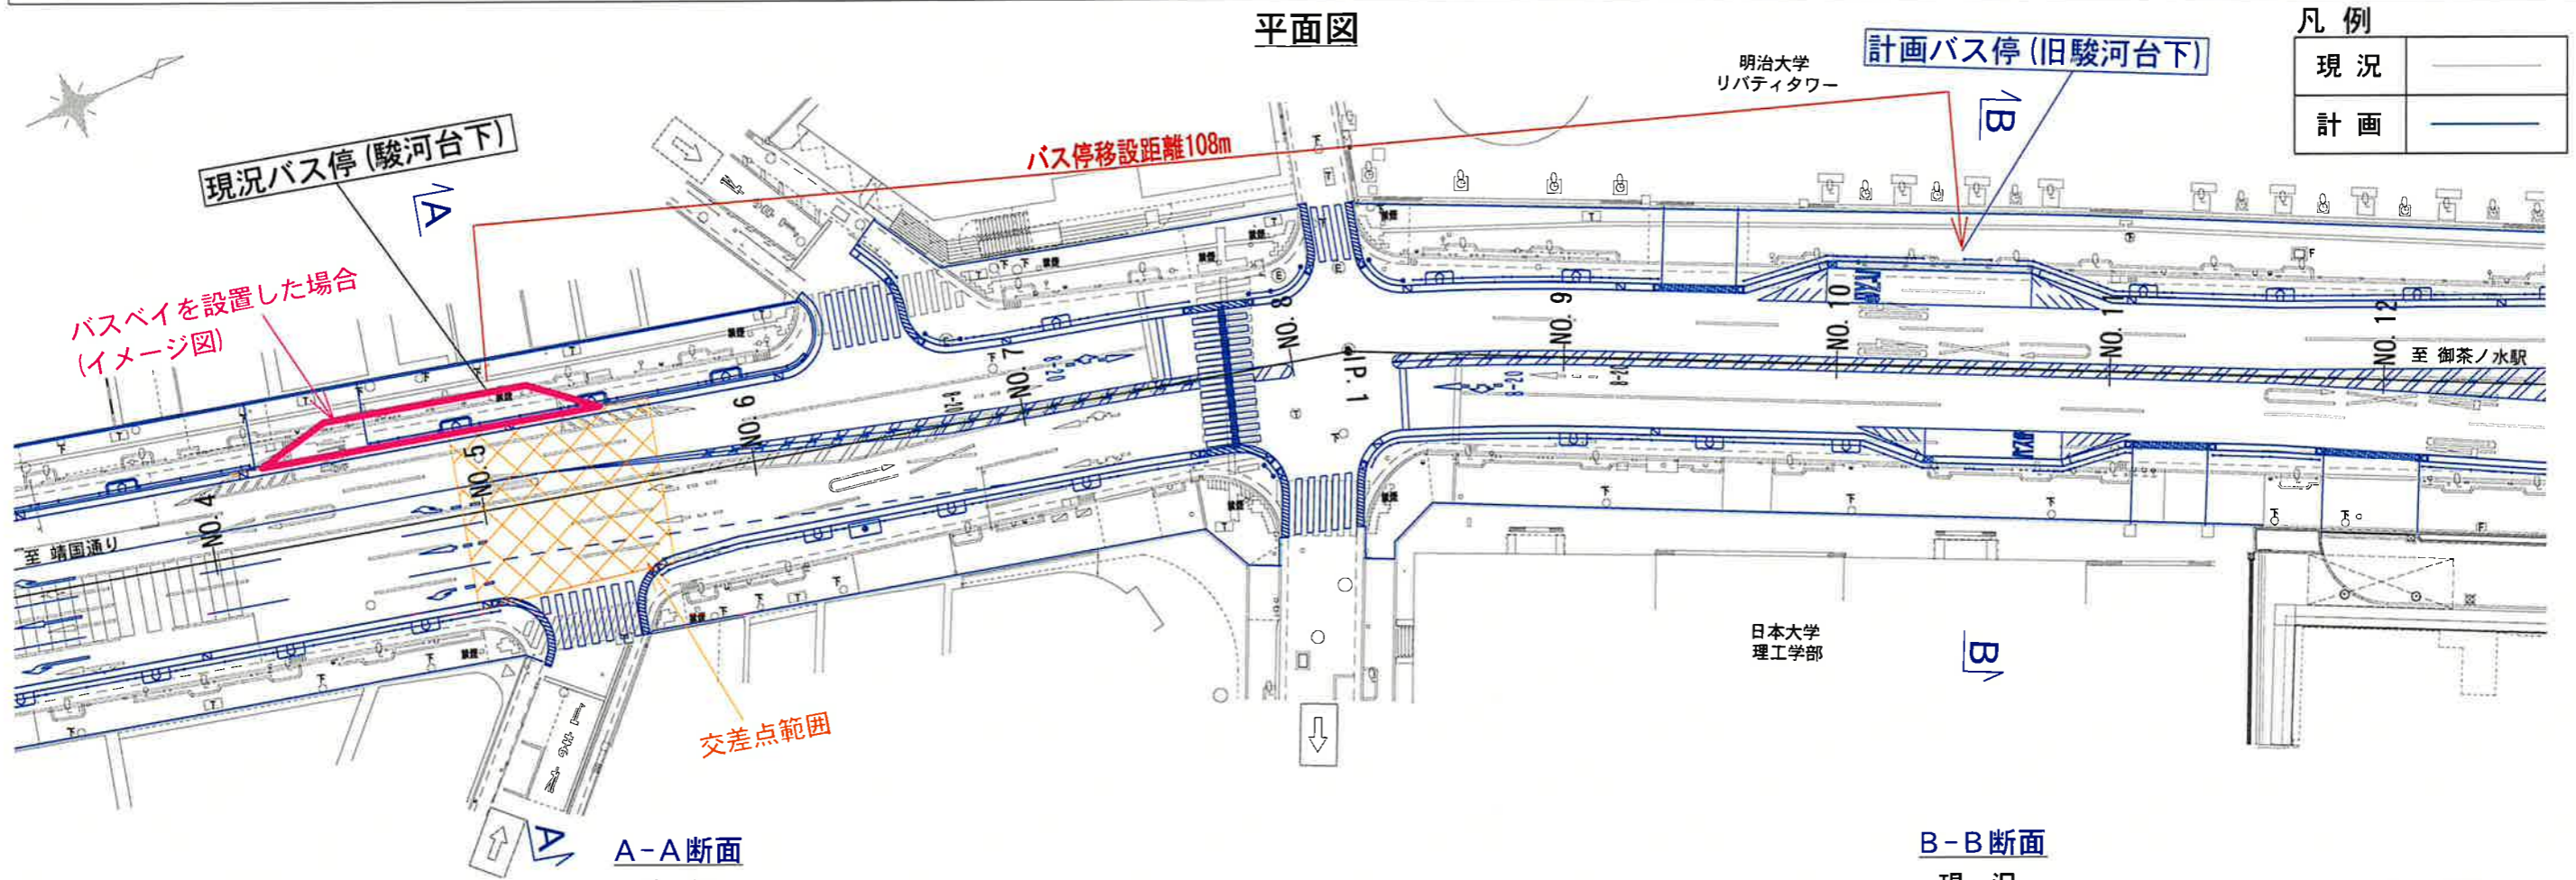 平面図
凡 例
現 況
計 画
計画バス停 (旧駿河台下)
明治大学
リバティタワー
B
現況バス停 (駿河台下)
A
バス停移設距離108m
バスベイを設置した場合
(イメージ図)
NO. 4
NO. 5
NO. 6
NO. 7
NO. 8
IP. 1
NO. 9
NO. 10
NO. 11
NO. 12
8-20
8-20
至 靖国通り
至 御茶ノ水駅
交差点範囲
日本大学
理工学部
B
A
A-A断面
B-B断面
現 況